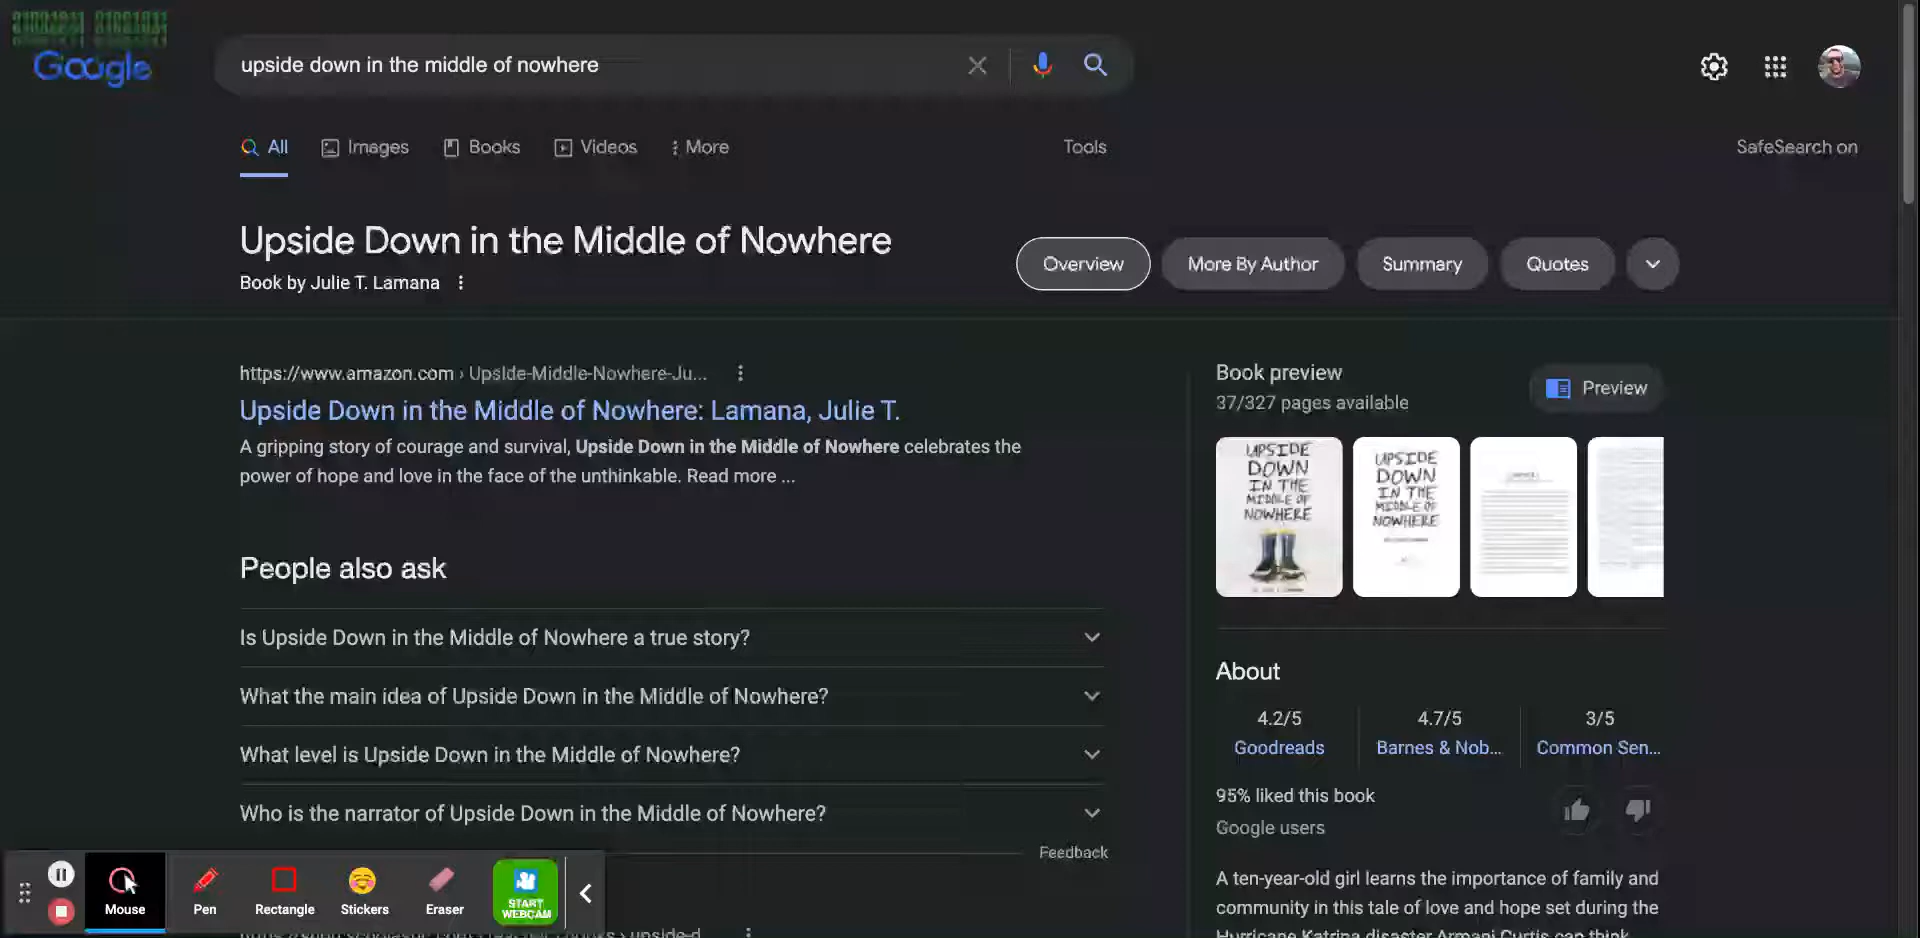 01001011 01001011
Google
upside down in the middle of nowhere
All
Images
Books
Videos
More
Tools
SafeSearch on
Upside Down in the Middle of Nowhere
Book by Julie T. Lamana
Overview
More By Author
Summary
Quotes
https://www.amazon.com › Upside-Middle-Nowhere-Ju...
Upside Down in the Middle of Nowhere: Lamana, Julie T.
A gripping story of courage and survival, Upside Down in the Middle of Nowhere celebrates the
power of hope and love in the face of the unthinkable. Read more ...
People also ask
Is Upside Down in the Middle of Nowhere a true story?
What the main idea of Upside Down in the Middle of Nowhere?
What level is Upside Down in the Middle of Nowhere?
Who is the narrator of Upside Down in the Middle of Nowhere?
Feedback
Book preview
37/327 pages available
Preview
UPSIDE
DOWN
IN THE
MIDDLE OF
NOWHERE
UPSIDE
DOWN
IN THE
MIDDLE OF
NOWHERE
About
4.2/5
Goodreads
4.7/5
Barnes & Nob...
3/5
Common Sen...
95% liked this book
Google users
A ten-year-old girl learns the importance of family and
community in this tale of love and hope set during the
Hurricane Katrina disaster Armani Curtis can think
Mouse
Pen
Rectangle
Stickers
Eraser
START
WEBCAM